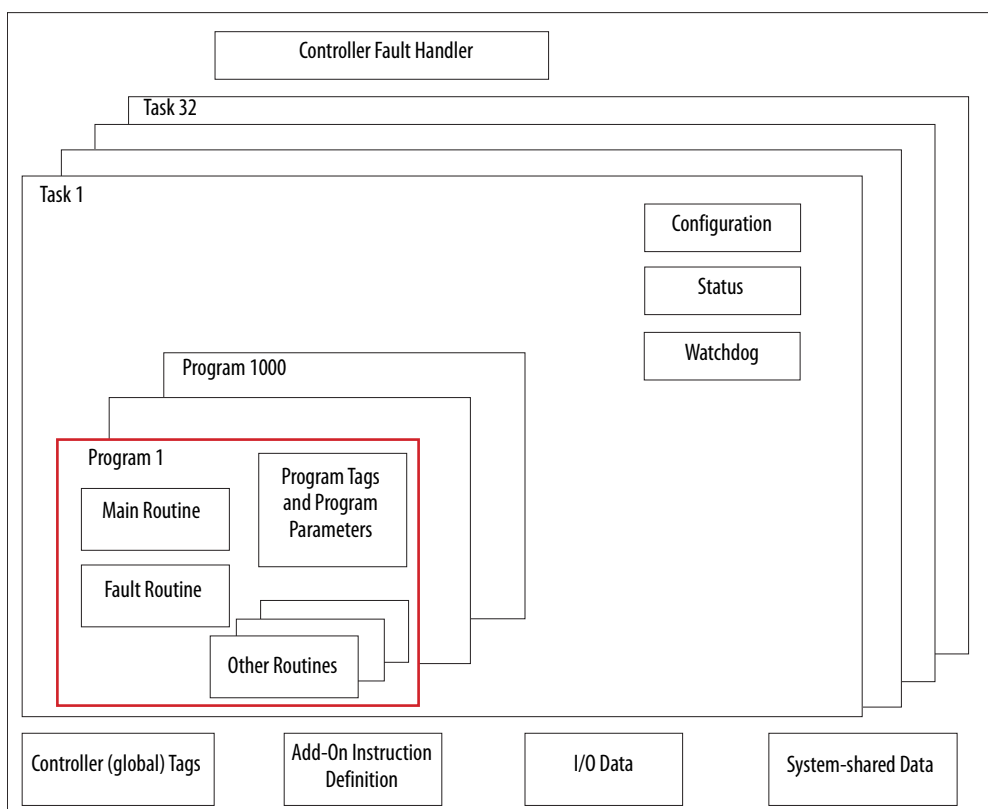 Controller Fault Handler
Task 32
Task 1
Configuration
Status
Watchdog
Program 1000
Program 1
Main Routine
Fault Routine
Program Tags
and Program
Parameters
Other Routines
Controller (global) Tags
Add-On Instruction
Definition
I/O Data
System-shared Data